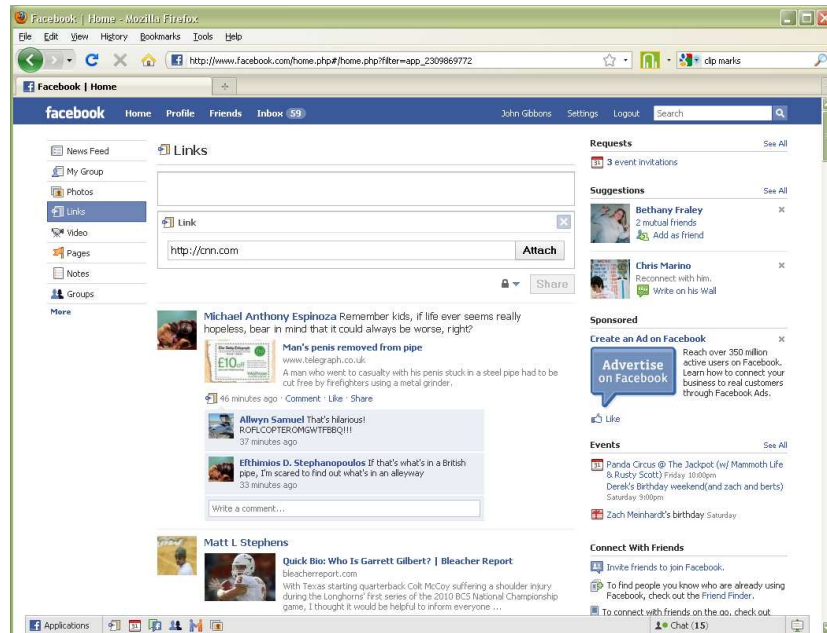 Facebook | Home - Mozilla Firefox
File Edit View History Bookmarks Tools Help
http://www.facebook.com/home.php#/home.php?filter=app_2309869772
clip marks
Facebook | Home
facebook Home Profile Friends Inbox 59 John Gibbons Settings Logout Search
News Feed
My Group
Photos
Links
Video
Pages
Notes
Groups
More
Links
Link
http://cnn.com Attach
Share
Michael Anthony Espinoza Remember kids, if life ever seems really
hopeless, bear in mind that it could always be worse, right?
£10off
Man's penis removed from pipe
www.telegraph.co.uk
A man who went to casualty with his penis stuck in a steel pipe had to be
cut free by firefighters using a metal grinder.
46 minutes ago · Comment · Like · Share
Allwyn Samuel That's hilarious!
ROFLCOPTEROMGWTFBBQ!!!
37 minutes ago
Efthimios D. Stephanopoulos If that's what's in a British
pipe, I'm scared to find out what's in an alleyway
33 minutes ago
Write a comment...
Matt L Stephens
Quick Bio: Who Is Garrett Gilbert? | Bleacher Report
bleacherreport.com
With Texas starting quarterback Colt McCoy suffering a shoulder injury
during the Longhorns' first series of the 2010 BCS National Championship
game, I thought it would be helpful to inform everyone ...
Requests See All
31 3 event invitations
Suggestions See All
Bethany Fraley
2 mutual friends
Add as friend
Chris Marino
Reconnect with him.
Write on his Wall
Sponsored
Create an Ad on Facebook
Advertise
on Facebook
Reach over 350 million
active users on Facebook.
Learn how to connect your
business to real customers
through Facebook Ads.
Like
Events See All
31 Panda Circus @ The Jackpot (w/ Mammoth Life
& Rusty Scott) Friday 10:00pm
Derek's Birthday weekend(and zach and berts)
Saturday 9:00pm
Zach Meinhardt's birthday Saturday
Connect With Friends
Invite friends to join Facebook.
To find people you know who are already using
Facebook, check out the Friend Finder.
To connect with friends on the go, check out
Applications 31 Chat (15)